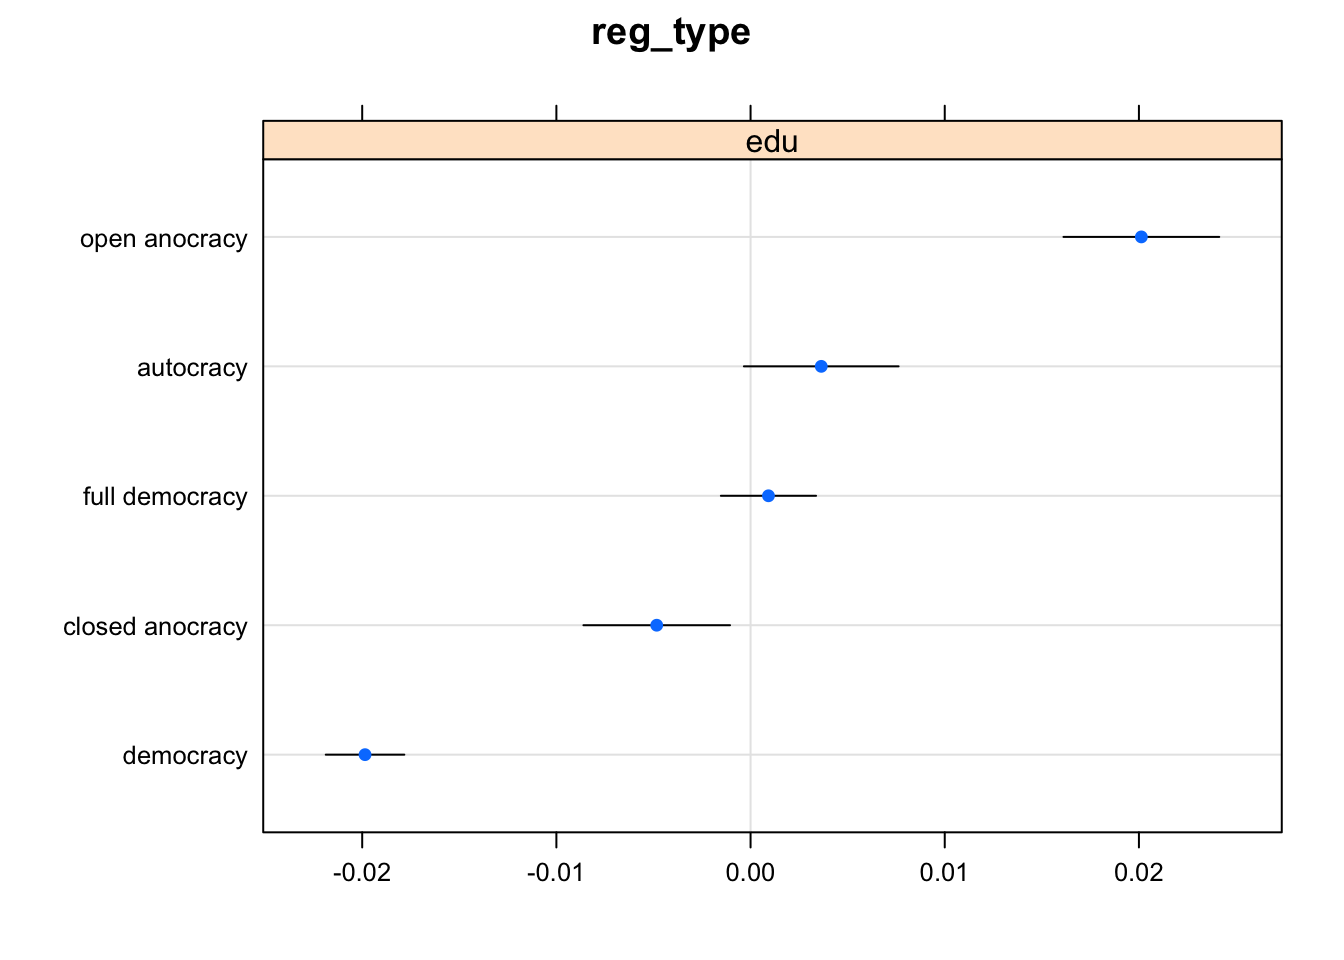 reg_type
edu
open anocracy
autocracy
full democracy
closed anocracy
democracy
-0.02 -0.01 0.00 0.01 0.02